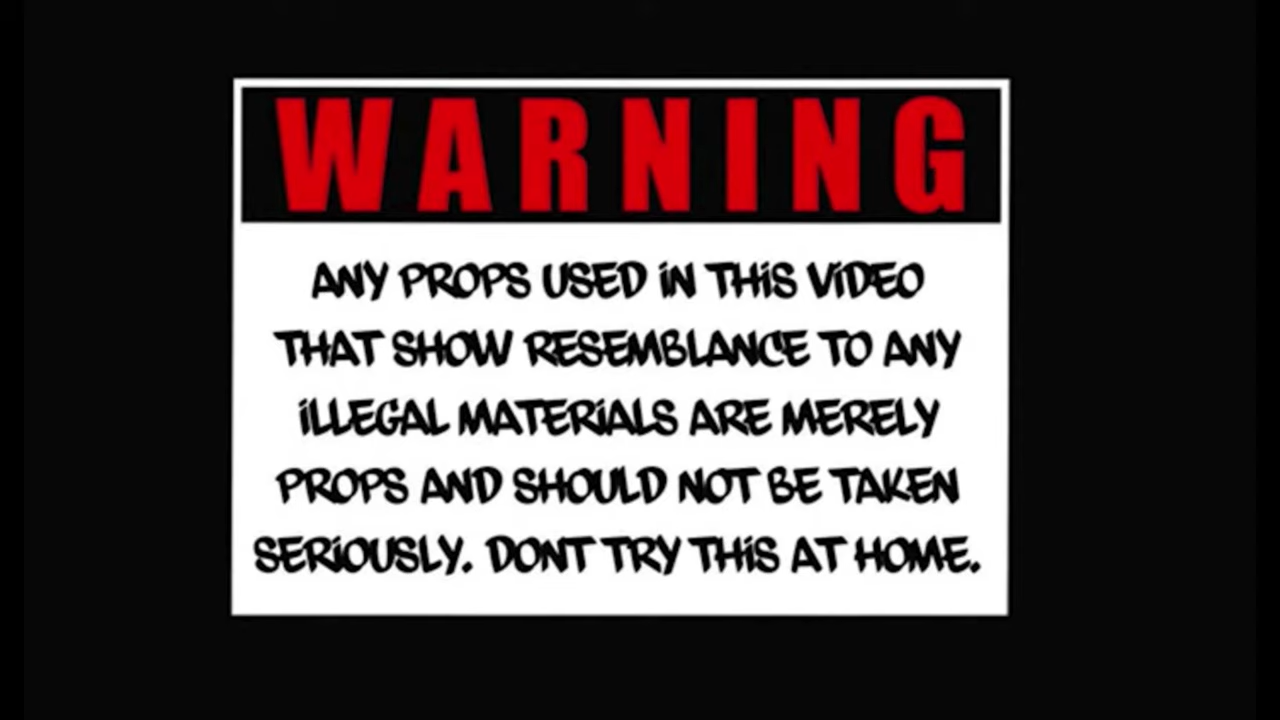 WARNING
ANY PROPS USED IN THIS VIDEO
THAT SHOW RESEMBLANCE TO ANY
ILLEGAL MATERIALS ARE MERELY
PROPS AND SHOULD NOT BE TAKEN
SERIOUSLY. DONT TRY THIS AT HOME.